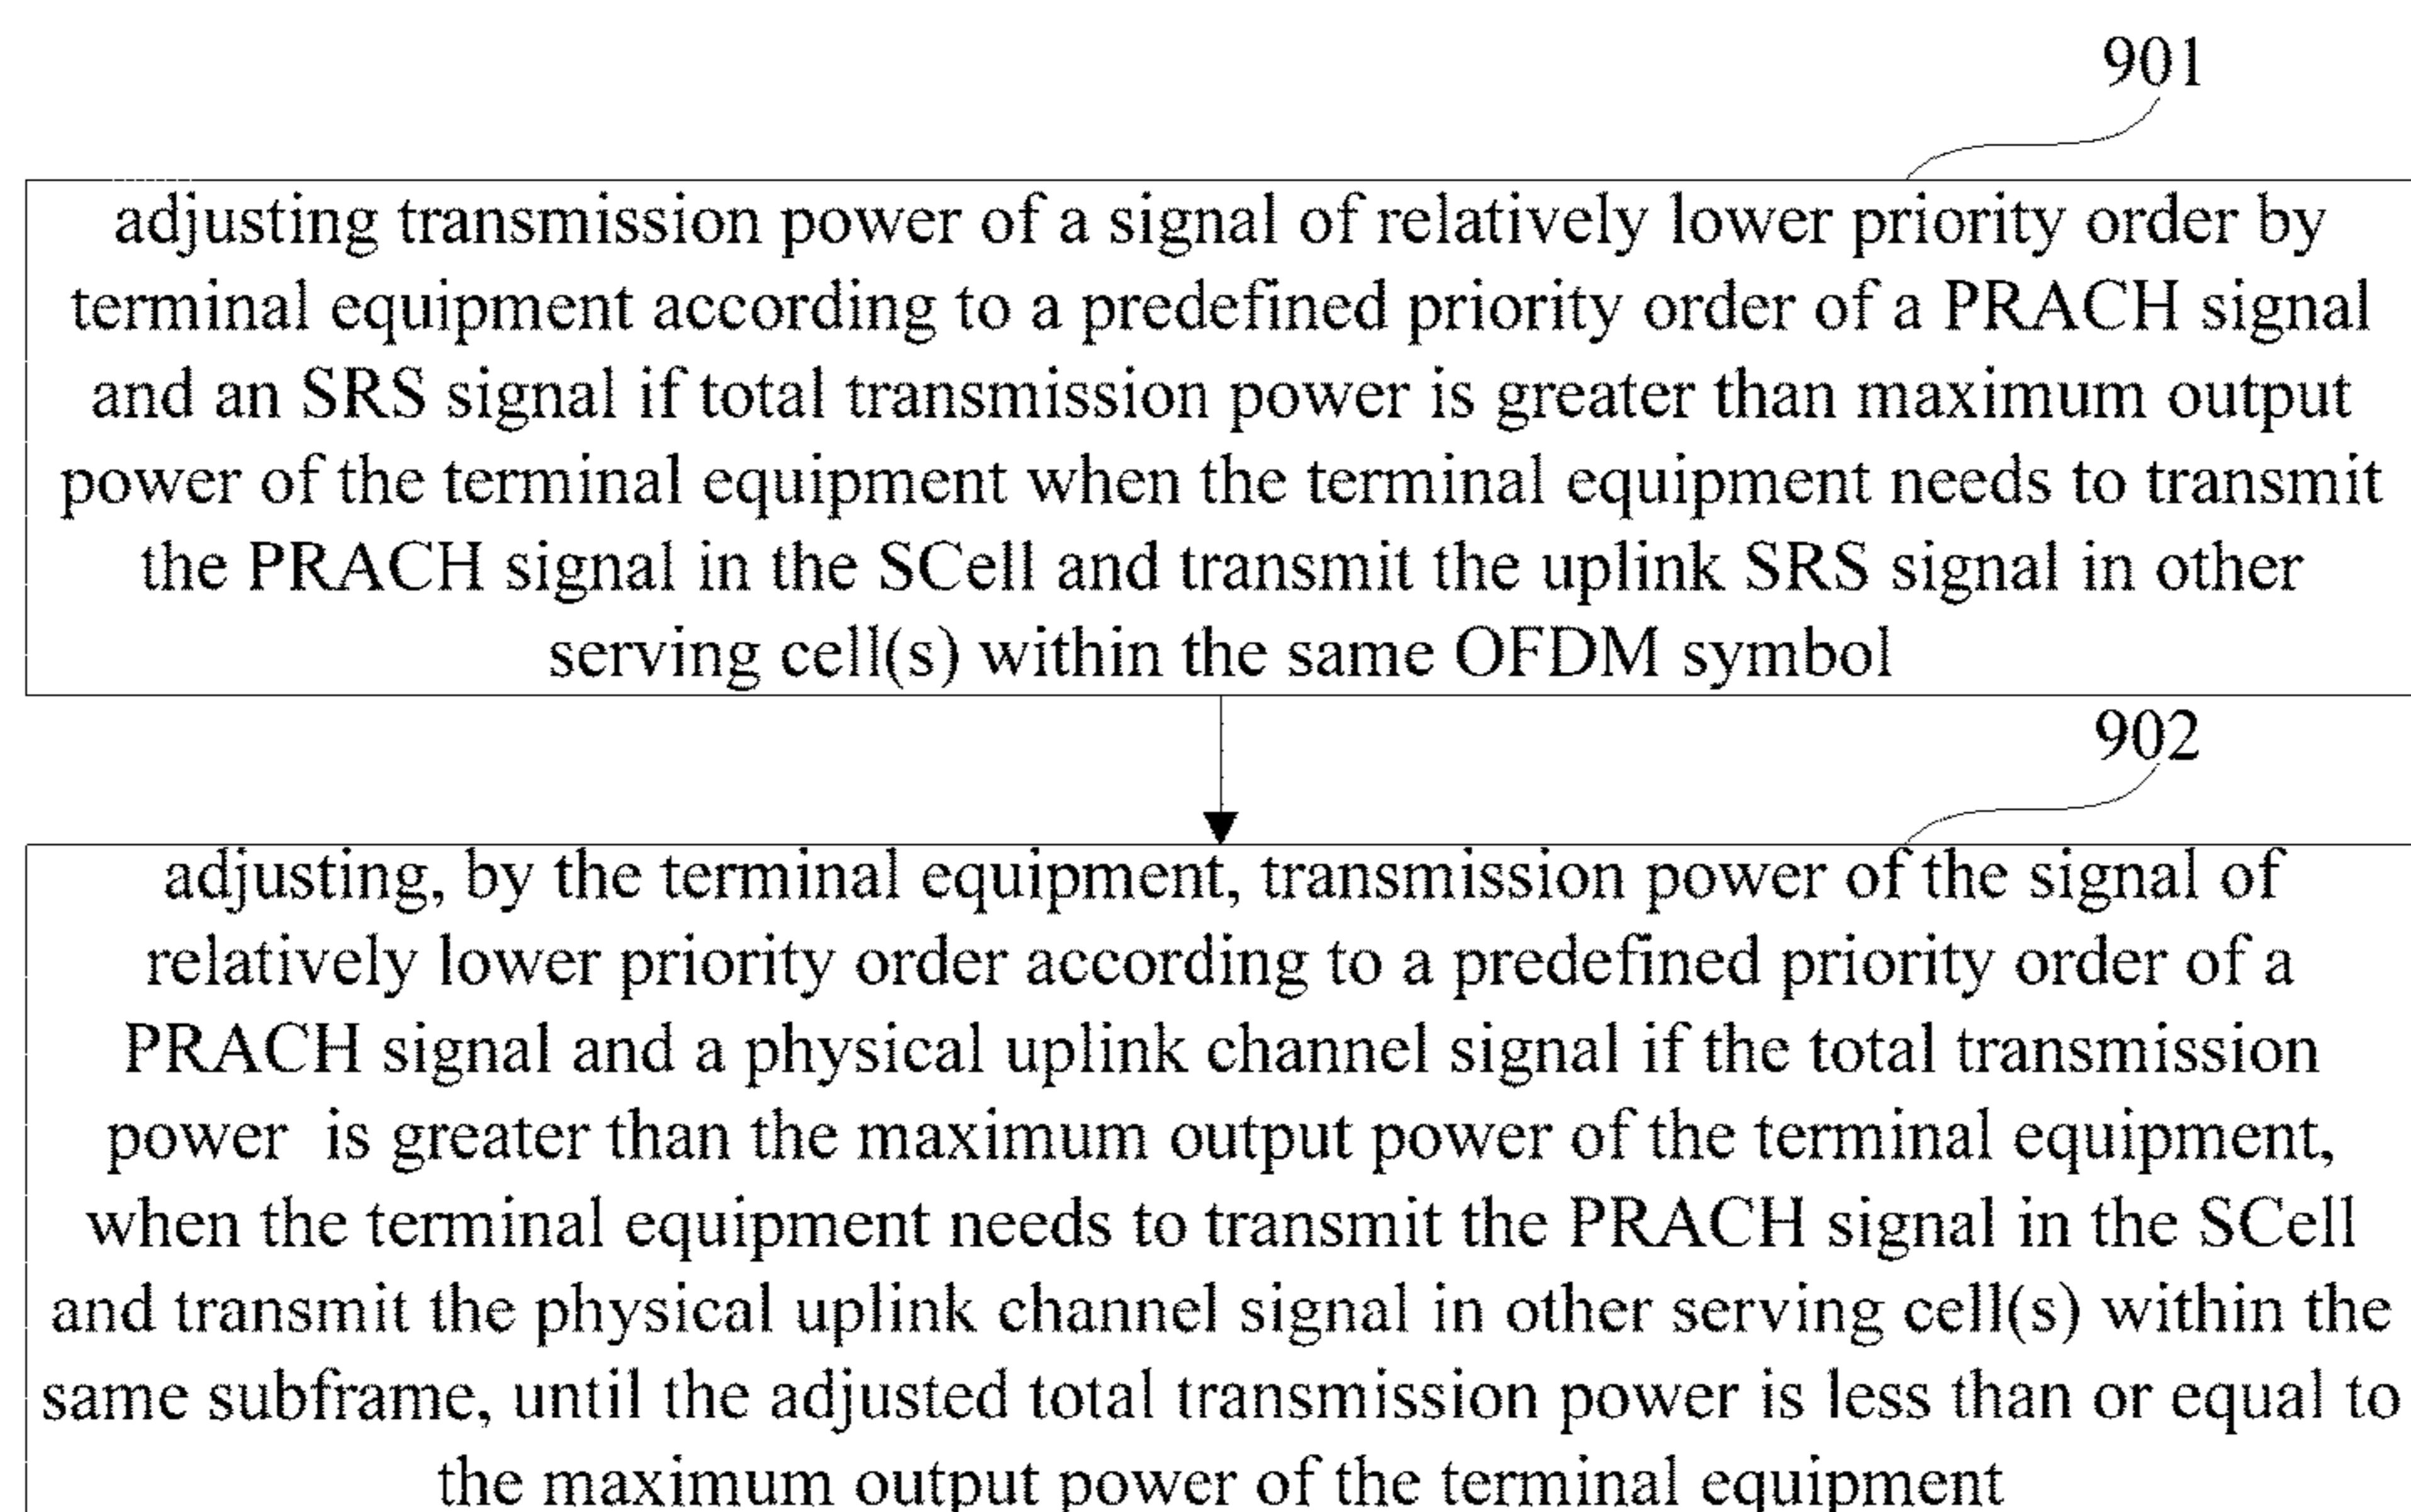 901
adjusting transmission power of a signal of relatively lower priority order by
terminal equipment according to a predefined priority order of a PRACH signal
and an SRS signal if total transmission power is greater than maximum output
power of the terminal equipment when the terminal equipment needs to transmit
the PRACH signal in the SCell and transmit the uplink SRS signal in other
serving cell(s) within the same OFDM symbol
902
adjusting, by the terminal equipment, transmission power of the signal of
relatively lower priority order according to a predefined priority order of a
PRACH signal and a physical uplink channel signal if the total transmission
power is greater than the maximum output power of the terminal equipment,
when the terminal equipment needs to transmit the PRACH signal in the SCell
and transmit the physical uplink channel signal in other serving cell(s) within the
same subframe, until the adjusted total transmission power is less than or equal to
the maximum output power of the terminal equipment